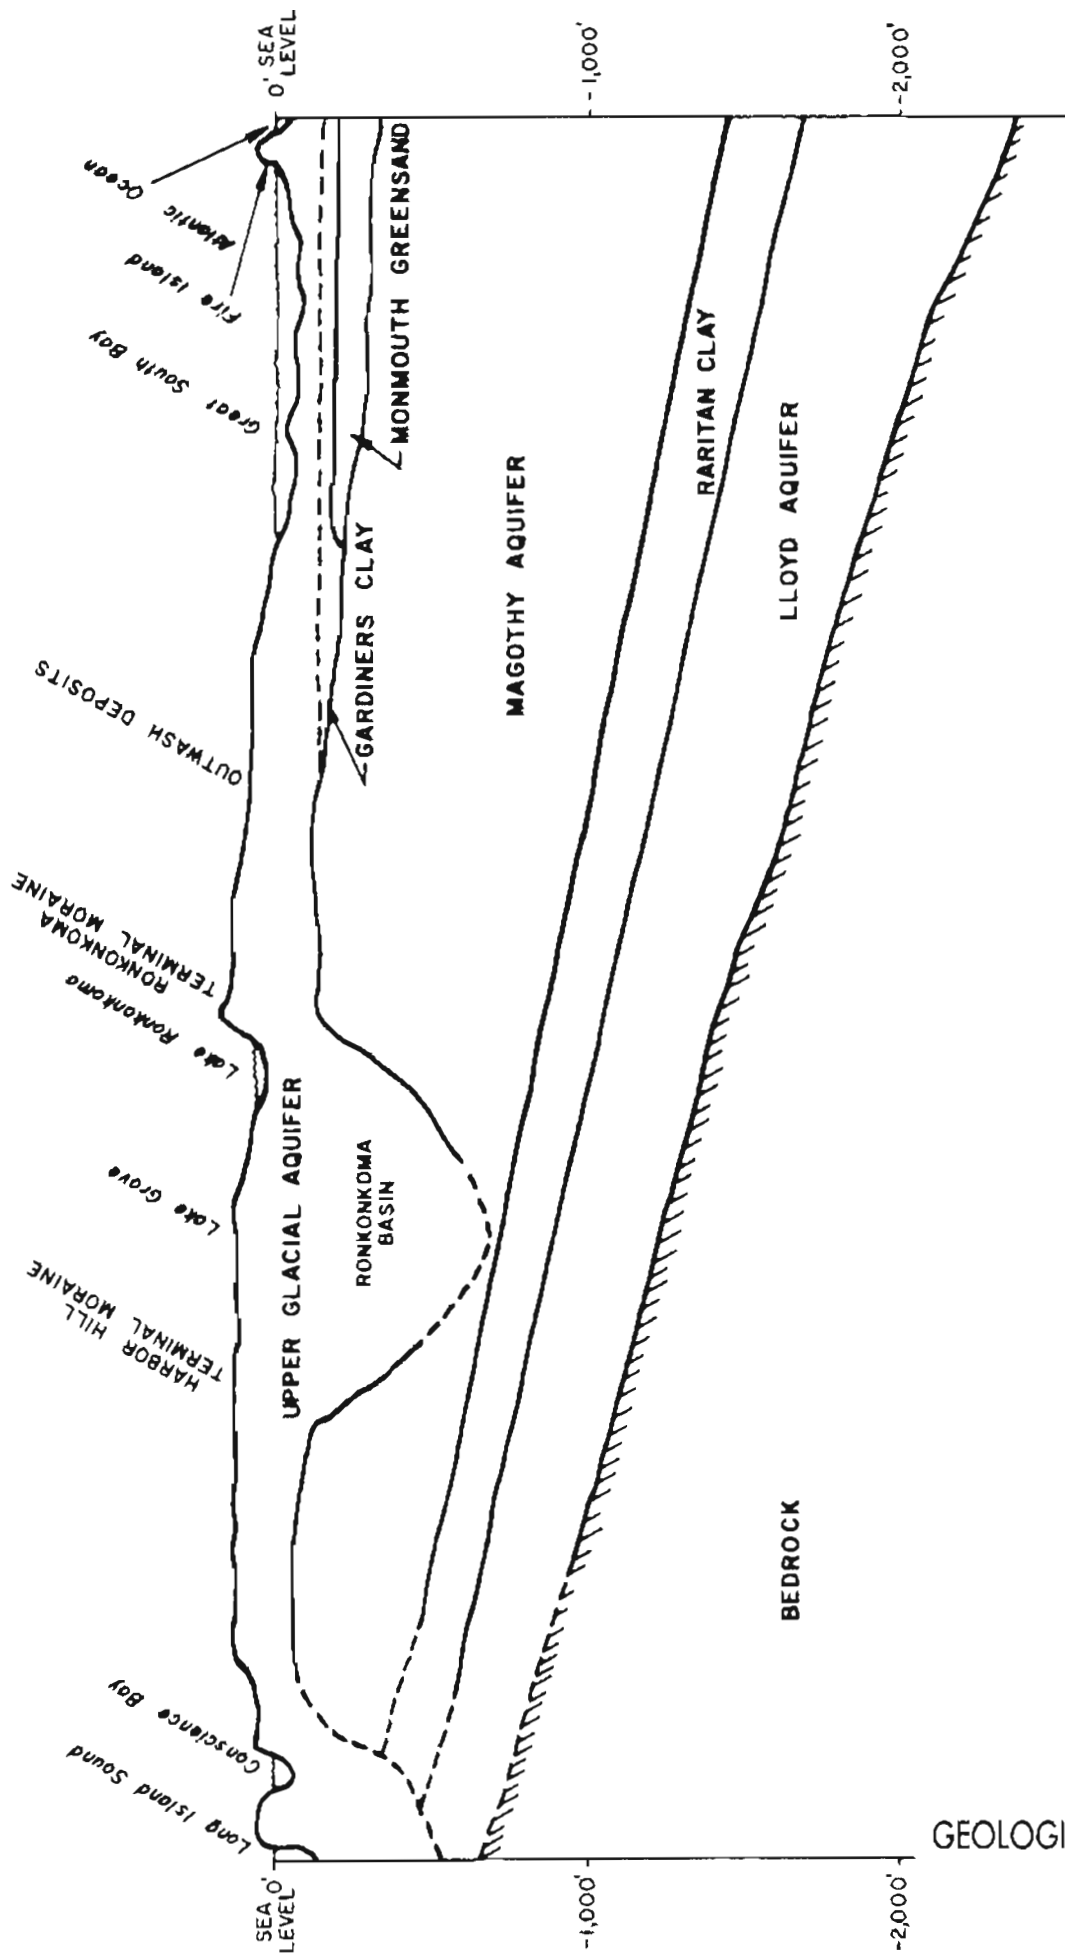 Long Island Sound
Conscience Bay
HARBOR HILL
TERMINAL MORAINE
Lake Grove
Lake Ronkonkoma
RONKONKOMA
TERMINAL MORAINE
OUTWASH DEPOSITS
Great South Bay
Fire Island
Atlantic Ocean
SEA 0'
LEVEL
-1,000'
-2,000'
0' SEA
LEVEL
-1,000'
-2,000'
UPPER GLACIAL AQUIFER
RONKONKOMA
BASIN
GARDINERS CLAY
MONMOUTH GREENSAND
MAGOTHY AQUIFER
RARITAN CLAY
LLOYD AQUIFER
BEDROCK
GEOLOGI